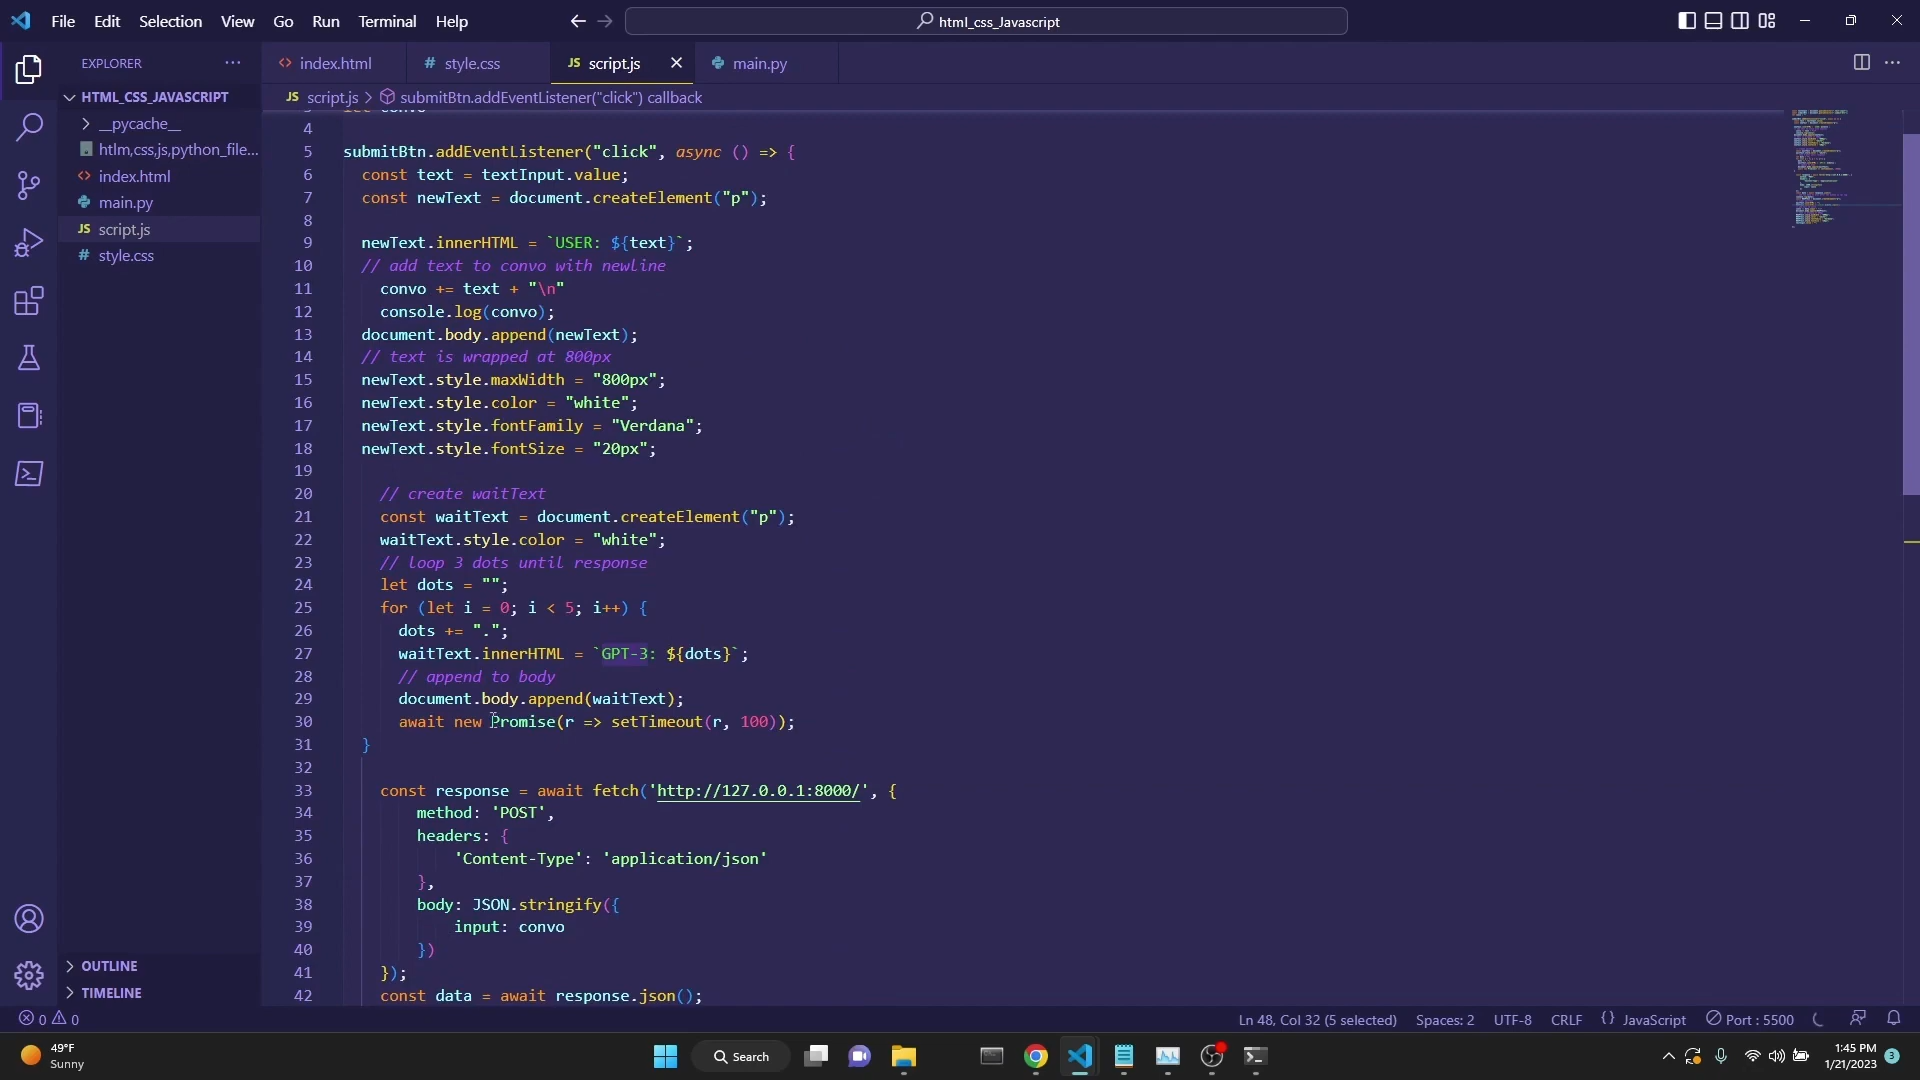 File Edit Selection View Go Run Terminal Help
html_css_Javascript
EXPLORER
index.html
style.css
script.js
main.py
script.js > submitBtn.addEventListener("click") callback
HTML_CSS_JAVASCRIPT
__pycache__
htlm,css,js,python_file...
index.html
main.py
script.js
style.css
OUTLINE
TIMELINE
4
5 submitBtn.addEventListener("click", async () => {
6 const text = textInput.value;
7 const newText = document.createElement("p");
8
9 newText.innerHTML = `USER: ${text}`;
10 // add text to convo with newline
11 convo += text + "\n"
12 console.log(convo);
13 document.body.append(newText);
14 // text is wrapped at 800px
15 newText.style.maxWidth = "800px";
16 newText.style.color = "white";
17 newText.style.fontFamily = "Verdana";
18 newText.style.fontSize = "20px";
19
20 // create waitText
21 const waitText = document.createElement("p");
22 waitText.style.color = "white";
23 // loop 3 dots until response
24 let dots = "";
25 for (let i = 0; i < 5; i++) {
26 dots += ".";
27 waitText.innerHTML = `GPT-3: ${dots}`;
28 // append to body
29 document.body.append(waitText);
30 await new Promise(r => setTimeout(r, 100));
31 }
32
33 const response = await fetch('http://127.0.0.1:8000/', {
34 method: 'POST',
35 headers: {
36 'Content-Type': 'application/json'
37 },
38 body: JSON.stringify({
39 input: convo
40 })
41 });
42 const data = await response.json();
0 0
Ln 48, Col 32 (5 selected) Spaces: 2 UTF-8 CRLF {} JavaScript Port : 5500
49°F
Sunny
Search
1:45 PM
1/21/2023
3